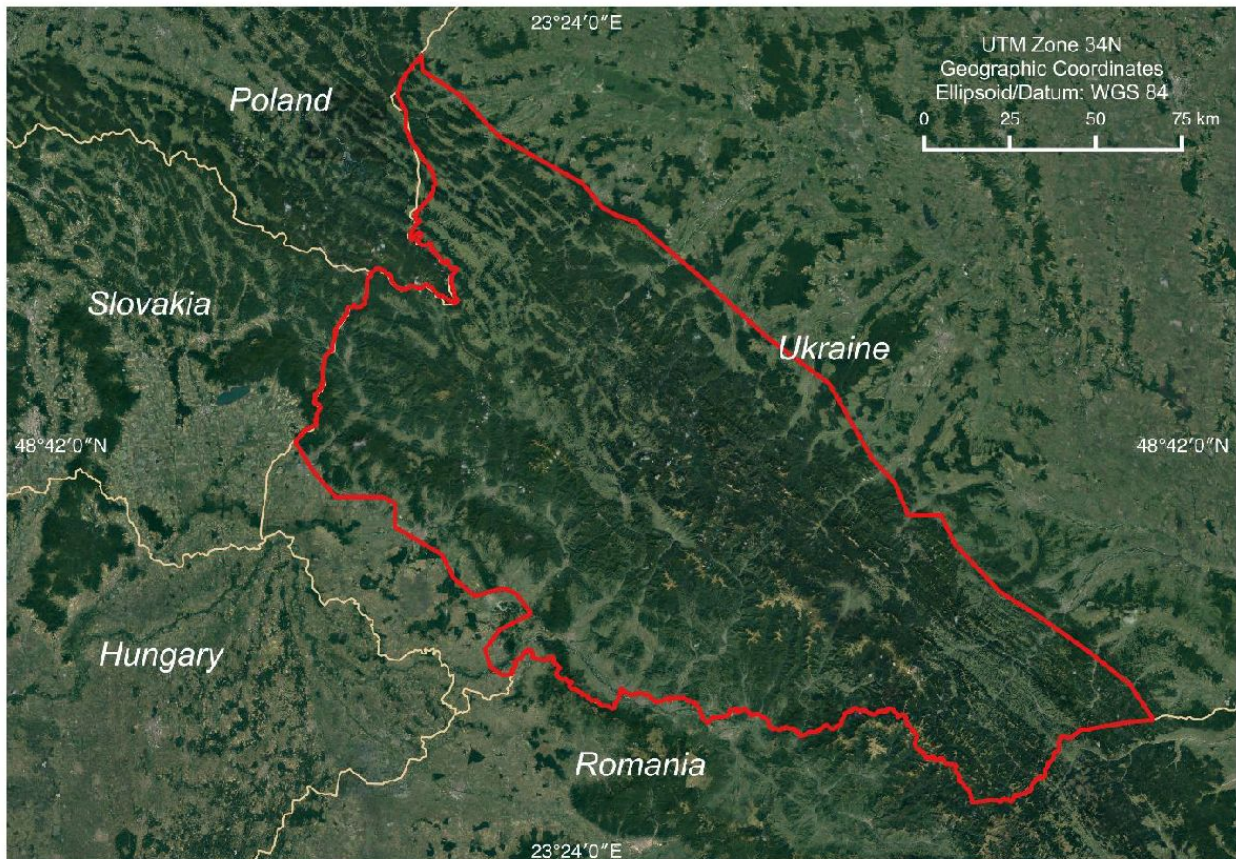 23°24′0″E
UTM Zone 34N
Geographic Coordinates
Ellipsoid/Datum: WGS 84
0 25 50 75 km
Poland
Slovakia
Ukraine
48°42′0″N
48°42′0″N
Hungary
Romania
23°24′0″E